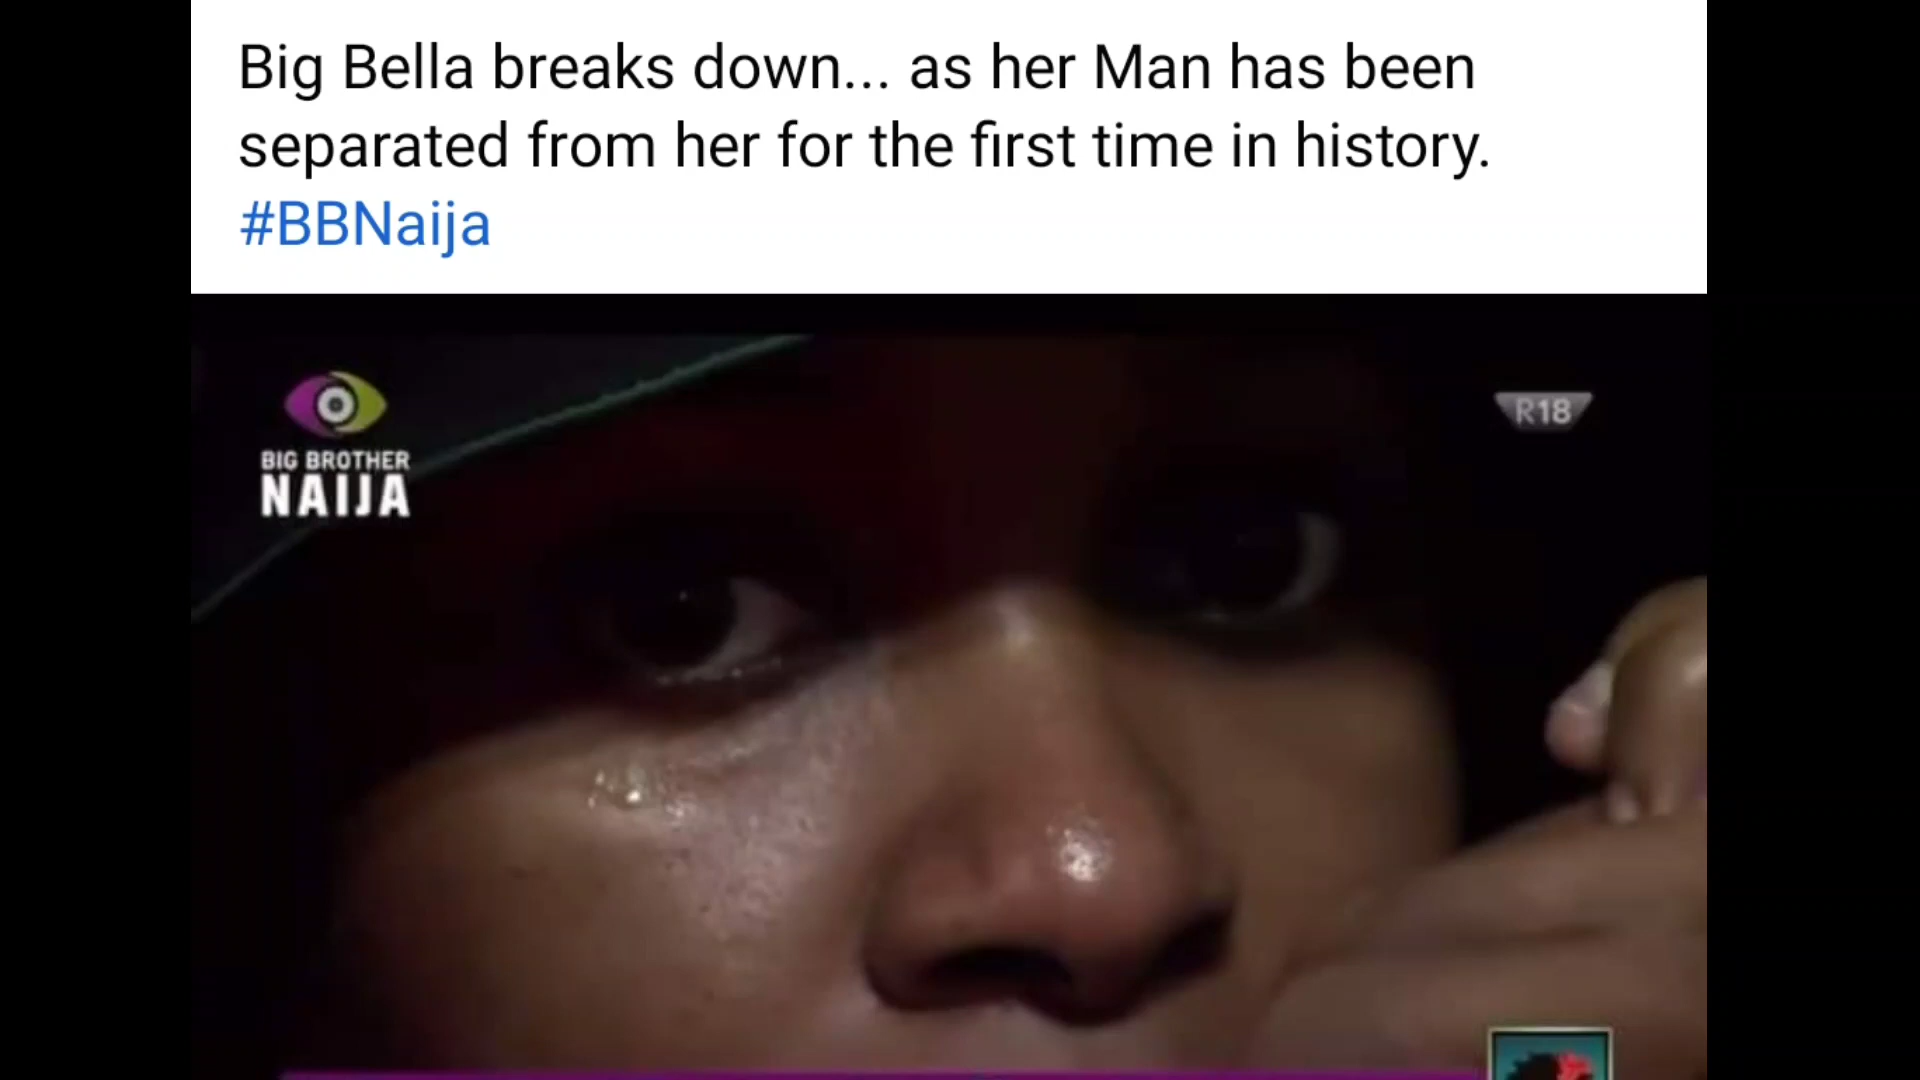 Big Bella breaks down... as her Man has been
separated from her for the first time in history.
#BBNaija
BIG BROTHER
NAIJA
R18